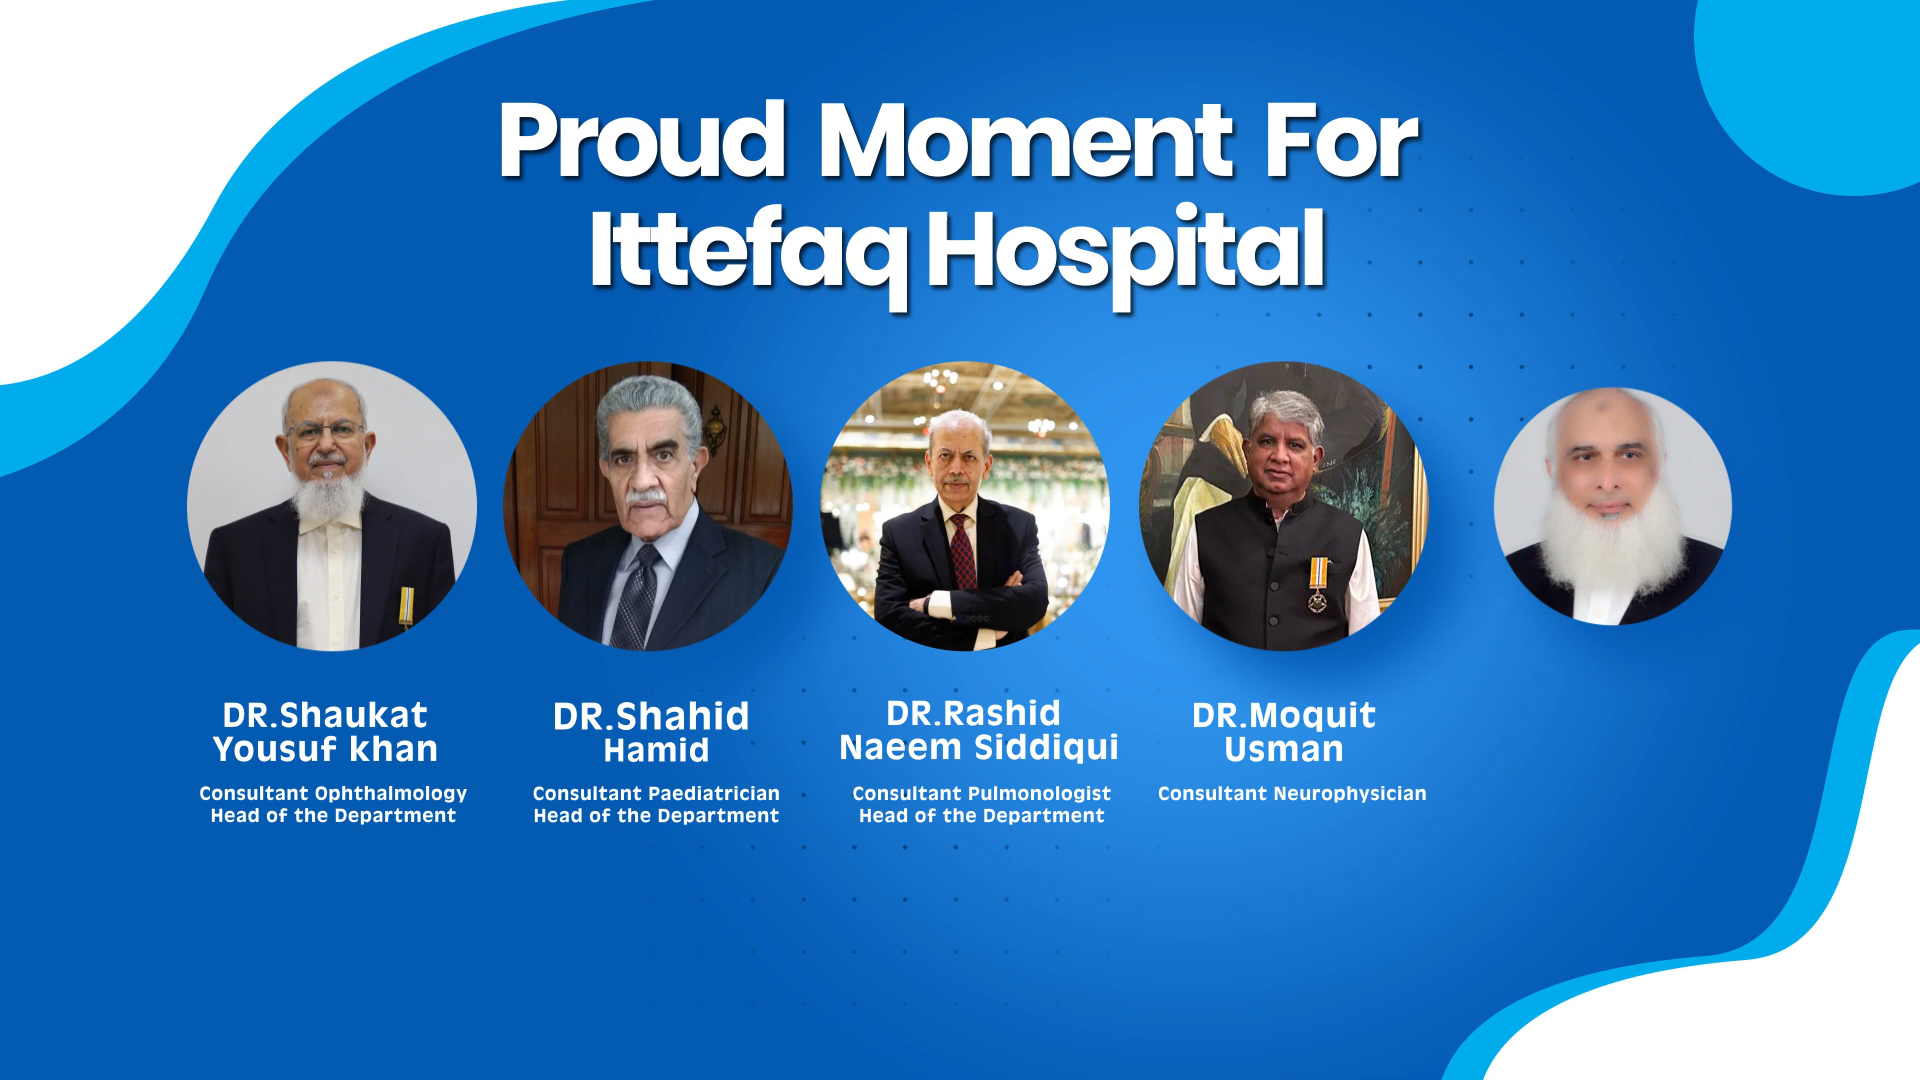 Proud Moment For
Ittefaq Hospital
DR.Shaukat
Yousuf khan
Consultant Ophthalmology
Head of the Department
DR.Shahid
Hamid
Consultant Paediatrician
Head of the Department
DR.Rashid
Naeem Siddiqui
Consultant Pulmonologist
Head of the Department
DR.Moquit
Usman
Consultant Neurophysician